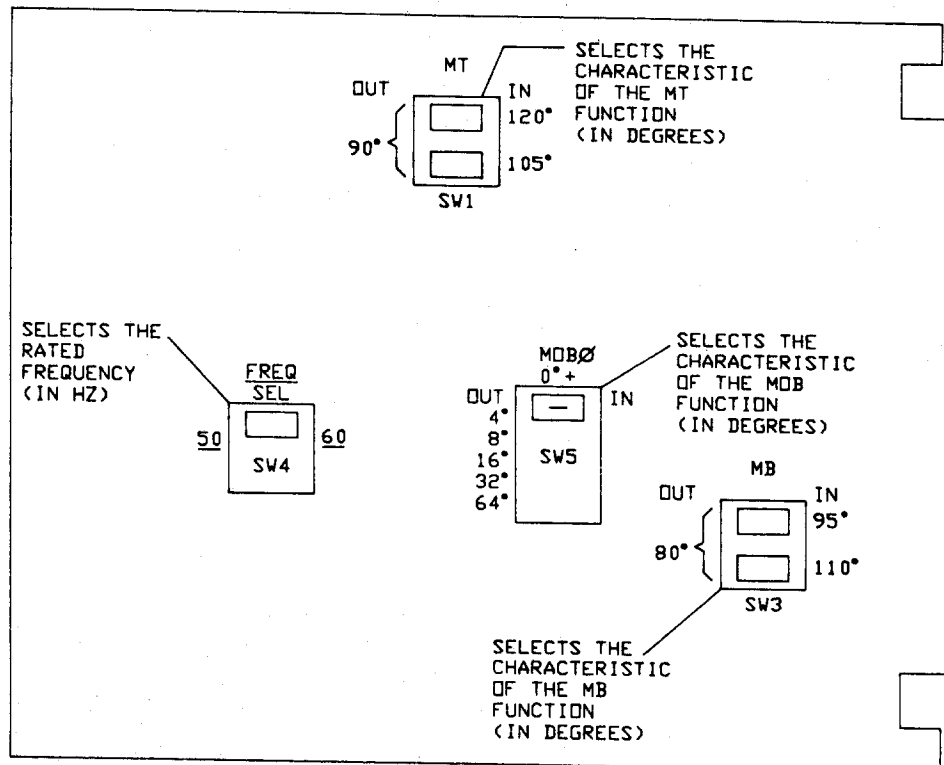 MT
SELECTS THE
CHARACTERISTIC
OF THE MT
FUNCTION
(IN DEGREES)
OUT
IN
120°
90°
105°
SW1
SELECTS THE
RATED
FREQUENCY
(IN HZ)
FREQ
SEL
50
60
SW4
MOBØ
0° +
OUT
IN
4°
8°
16°
32°
64°
SW5
SELECTS THE
CHARACTERISTIC
OF THE MOB
FUNCTION
(IN DEGREES)
MB
OUT
IN
95°
80°
110°
SW3
SELECTS THE
CHARACTERISTIC
OF THE MB
FUNCTION
(IN DEGREES)